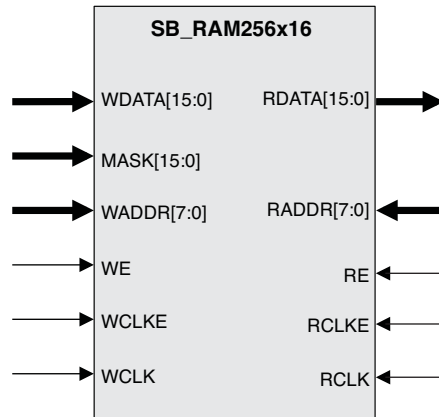 SB_RAM256x16
WDATA[15:0] RDATA[15:0]
MASK[15:0]
WADDR[7:0] RADDR[7:0]
WE RE
WCLKE RCLKE
WCLK RCLK